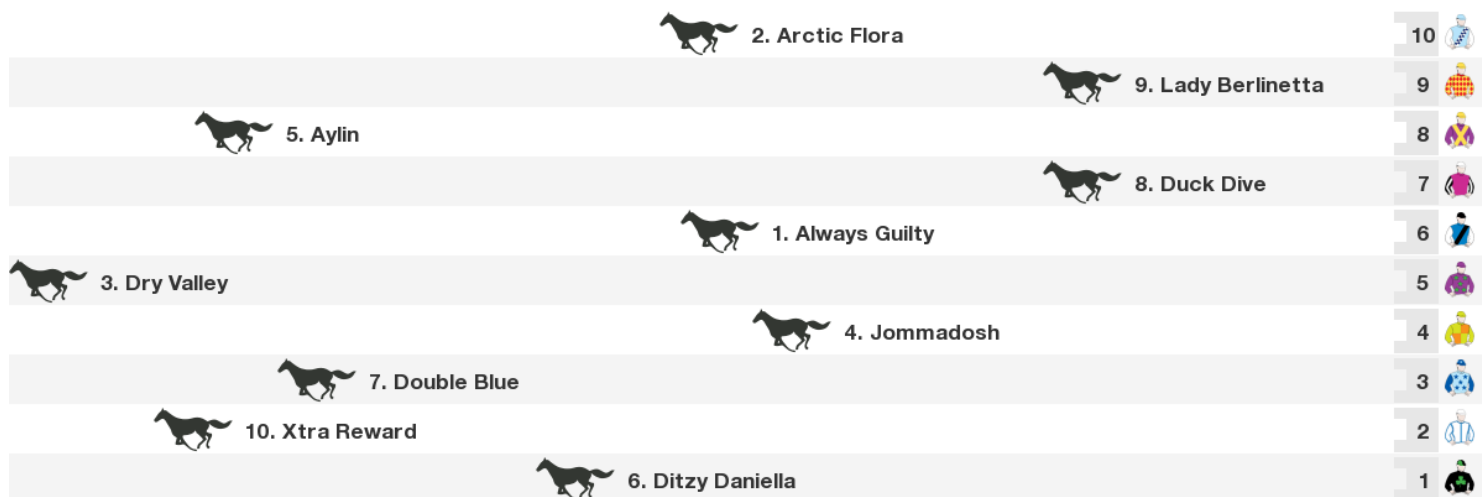 2. Arctic Flora 10
9. Lady Berlinetta 9
5. Aylin 8
8. Duck Dive 7
1. Always Guilty 6
3. Dry Valley 5
4. Jommadosh 4
7. Double Blue 3
10. Xtra Reward 2
6. Ditzy Daniella 1